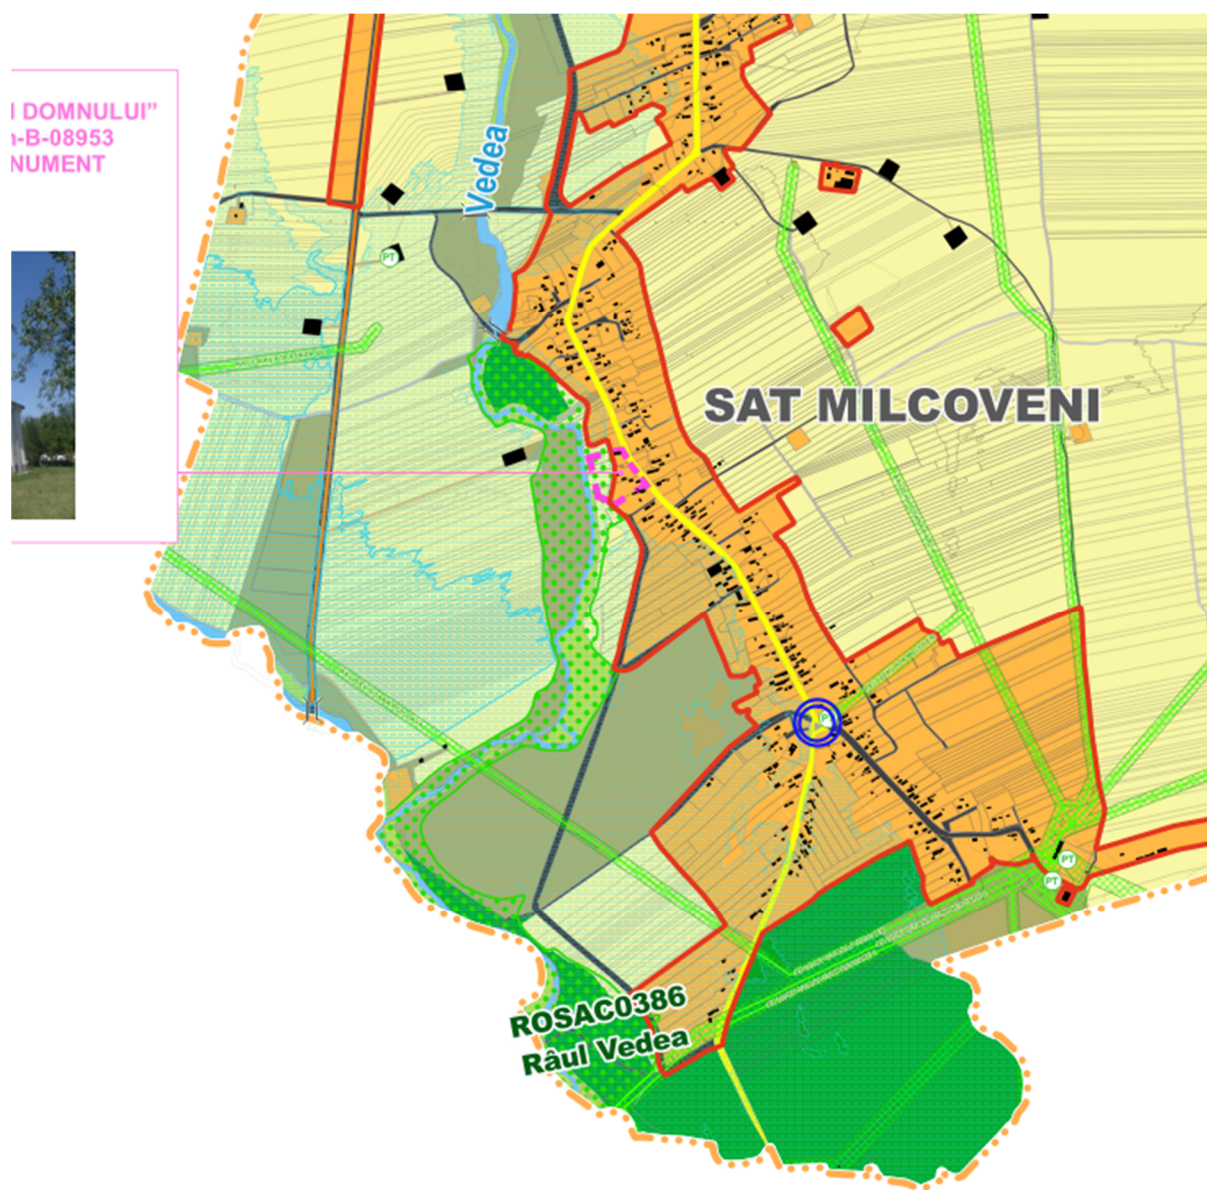 I DOMNULUI”
-B-08953
NUMENT
Vedea
PT
SAT MILCOVENI
PT
PT
ROSAC0386
Râul Vedea